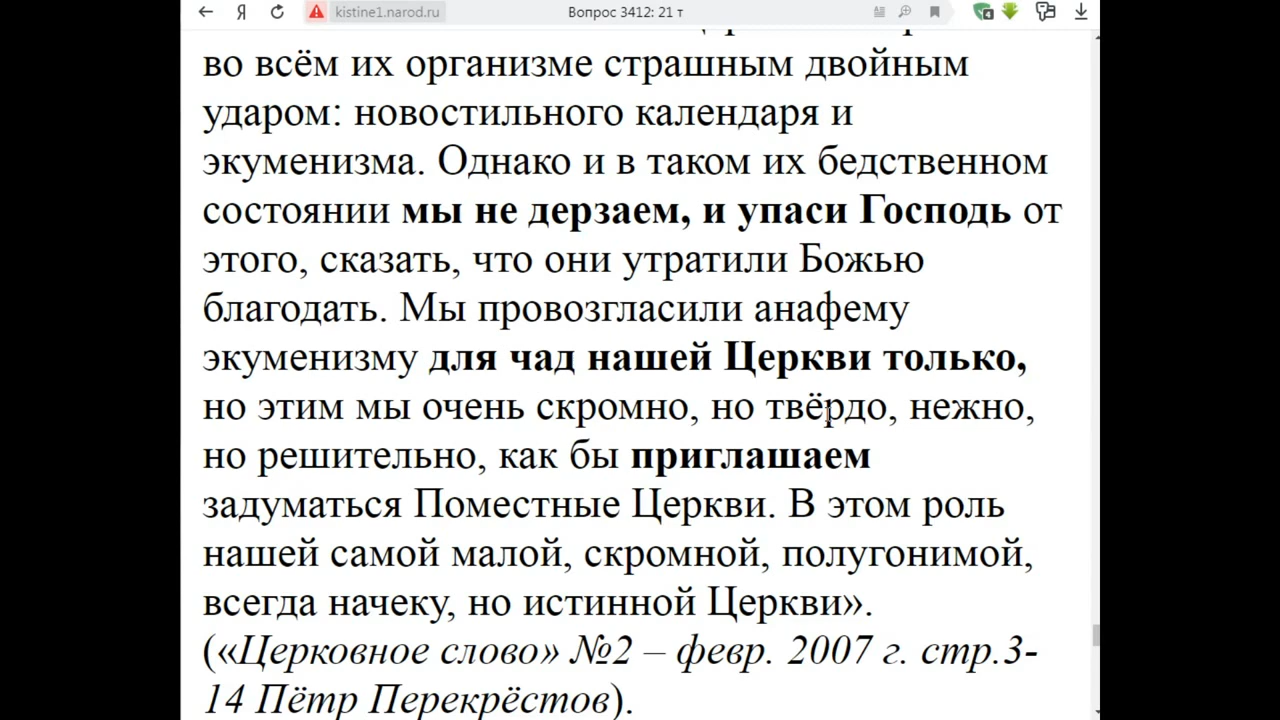 kistine1.narod.ru
Вопрос 3412: 21 т
во всём их организме страшным двойным
ударом: новостильного календаря и
экуменизма. Однако и в таком их бедственном
состоянии мы не дерзаем, и упаси Господь от
этого, сказать, что они утратили Божью
благодать. Мы провозгласили анафему
экуменизму для чад нашей Церкви только,
но этим мы очень скромно, но твёрдо, нежно,
но решительно, как бы приглашаем
задуматься Поместные Церкви. В этом роль
нашей самой малой, скромной, полугонимой,
всегда начеку, но истинной Церкви».
(«Церковное слово» №2 – февр. 2007 г. стр.3-
14 Пётр Перекрёстов).